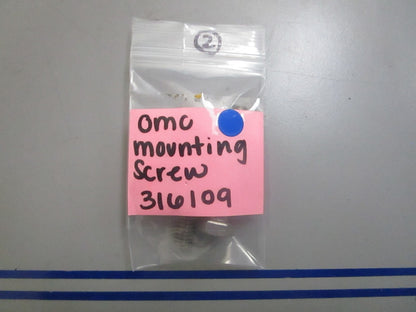 2
omc
mounting
screw
316109